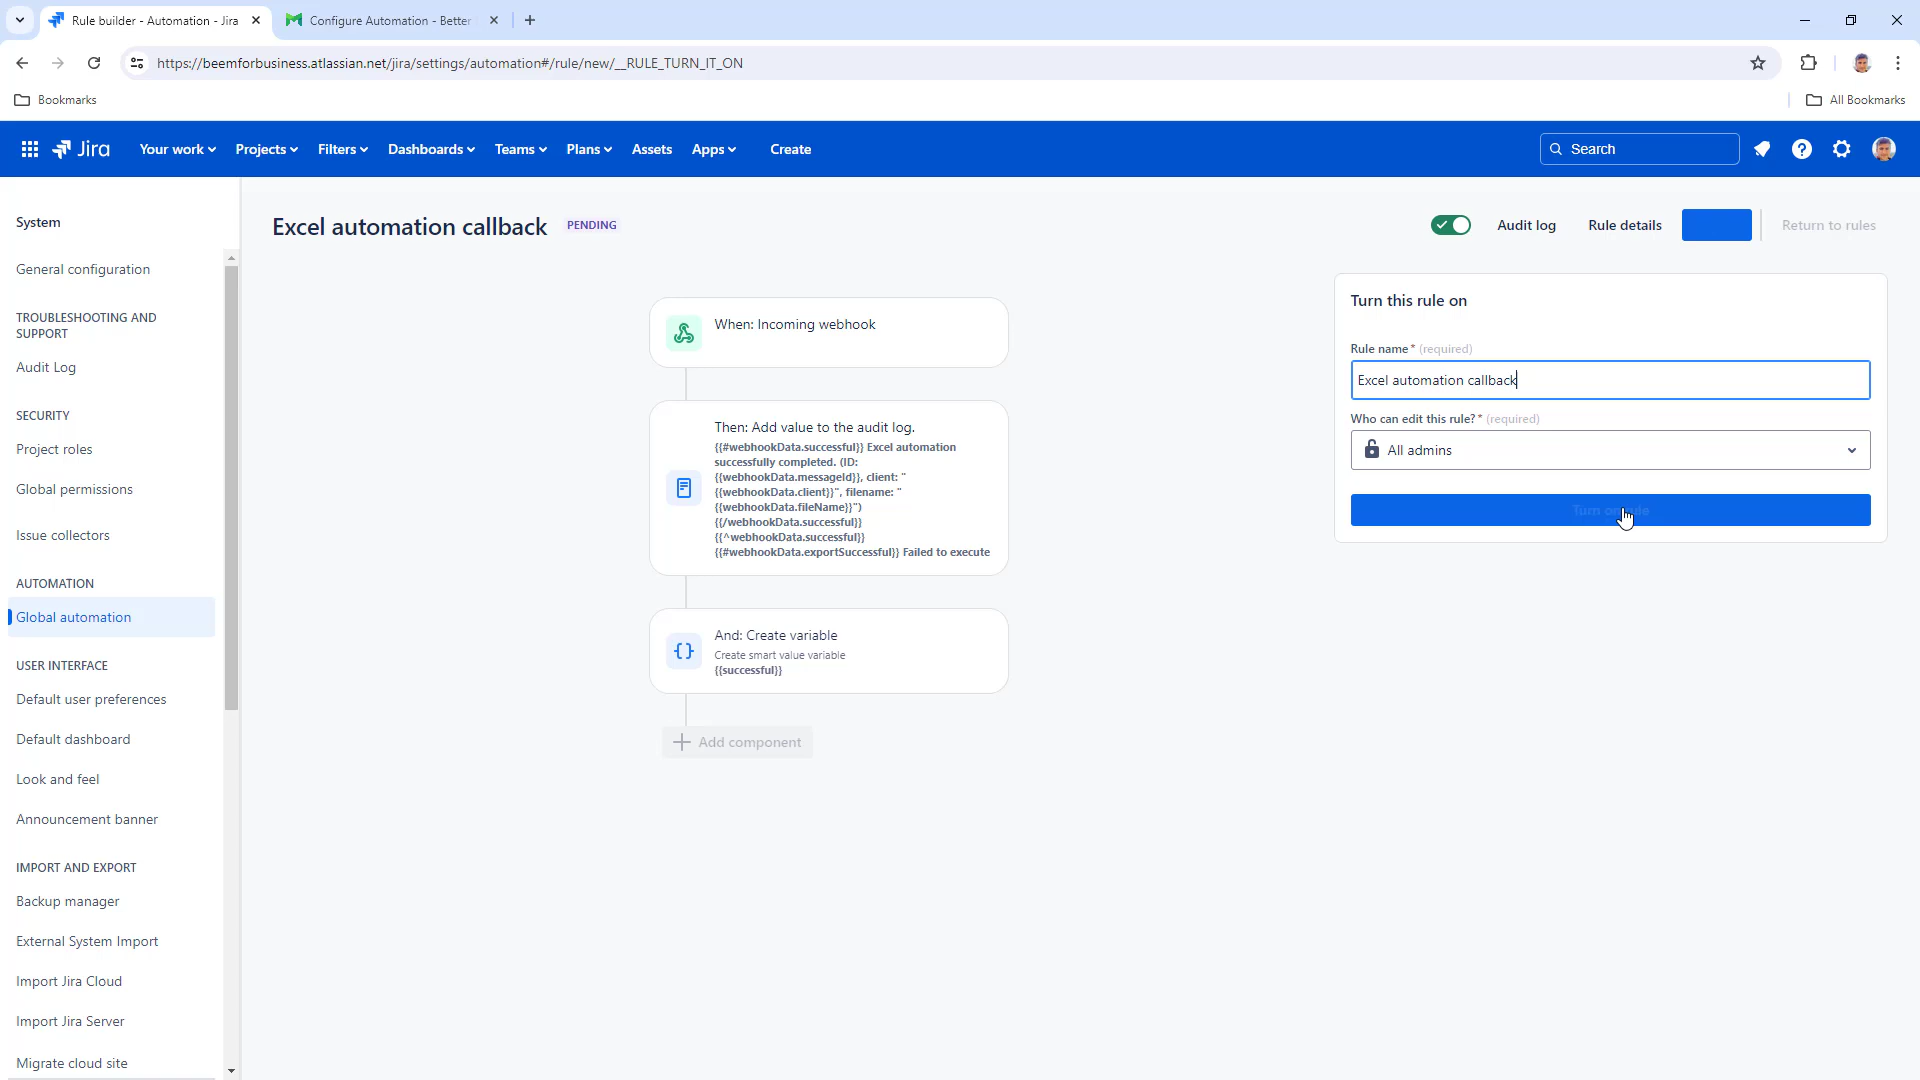 Rule builder - Automation - Jira
Configure Automation - Better
https://beemforbusiness.atlassian.net/jira/settings/automation#/rule/new/__RULE_TURN_IT_ON
Bookmarks
All Bookmarks
Jira
Your work
Projects
Filters
Dashboards
Teams
Plans
Assets
Apps
Create
Search
System
General configuration
TROUBLESHOOTING AND
SUPPORT
Audit Log
SECURITY
Project roles
Global permissions
Issue collectors
AUTOMATION
Global automation
USER INTERFACE
Default user preferences
Default dashboard
Look and feel
Announcement banner
IMPORT AND EXPORT
Backup manager
External System Import
Import Jira Cloud
Import Jira Server
Migrate cloud site
Excel automation callback
PENDING
Audit log
Rule details
Return to rules
When: Incoming webhook
Then: Add value to the audit log.
{{#webhookData.successful}} Excel automation
successfully completed. (ID:
{{webhookData.messageId}}, client: "
{{webhookData.client}}", filename: "
{{webhookData.fileName}}")
{{/webhookData.successful}}
{{^webhookData.successful}}
{{#webhookData.exportSuccessful}} Failed to execute
And: Create variable
Create smart value variable
{{successful}}
Add component
Turn this rule on
Rule name * (required)
Excel automation callback
Who can edit this rule? * (required)
All admins
Turn on rule